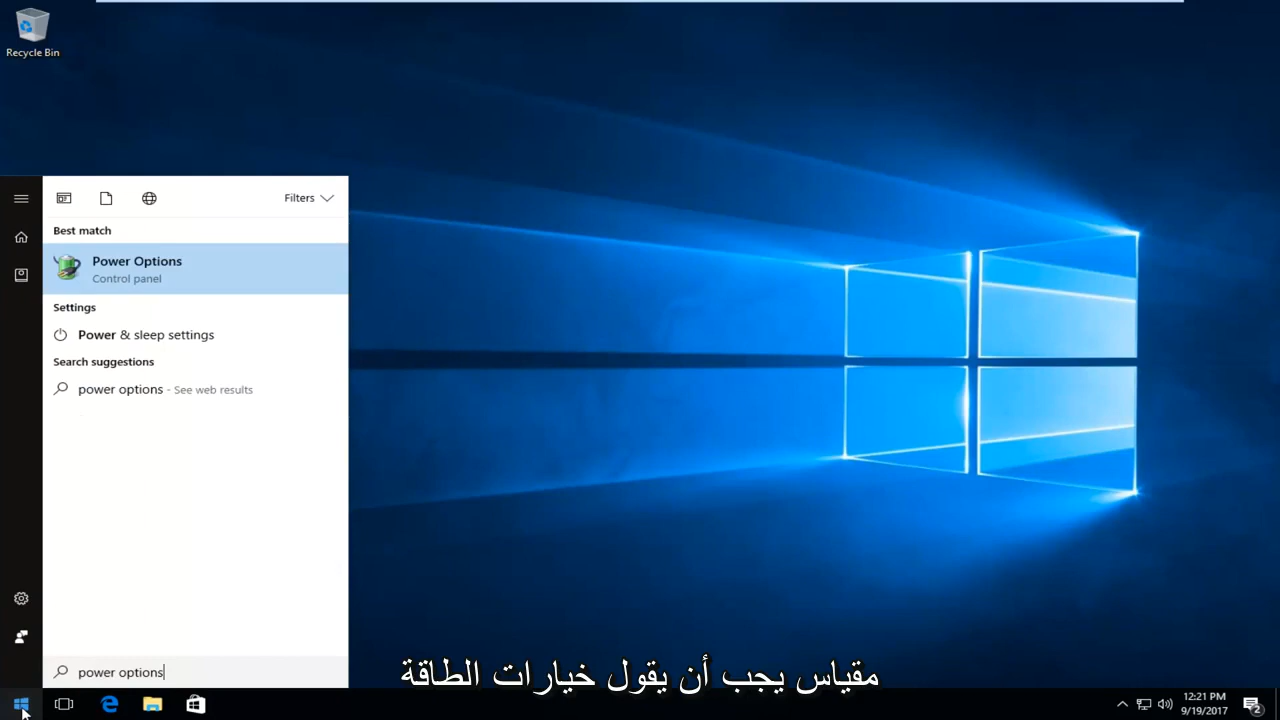 Recycle Bin
Filters
Best match
Power Options
Control panel
Settings
Power & sleep settings
Search suggestions
power options - See web results
power options
مقياس يجب أن يقول خيارات الطاقة
12:21 PM
9/19/2017
2